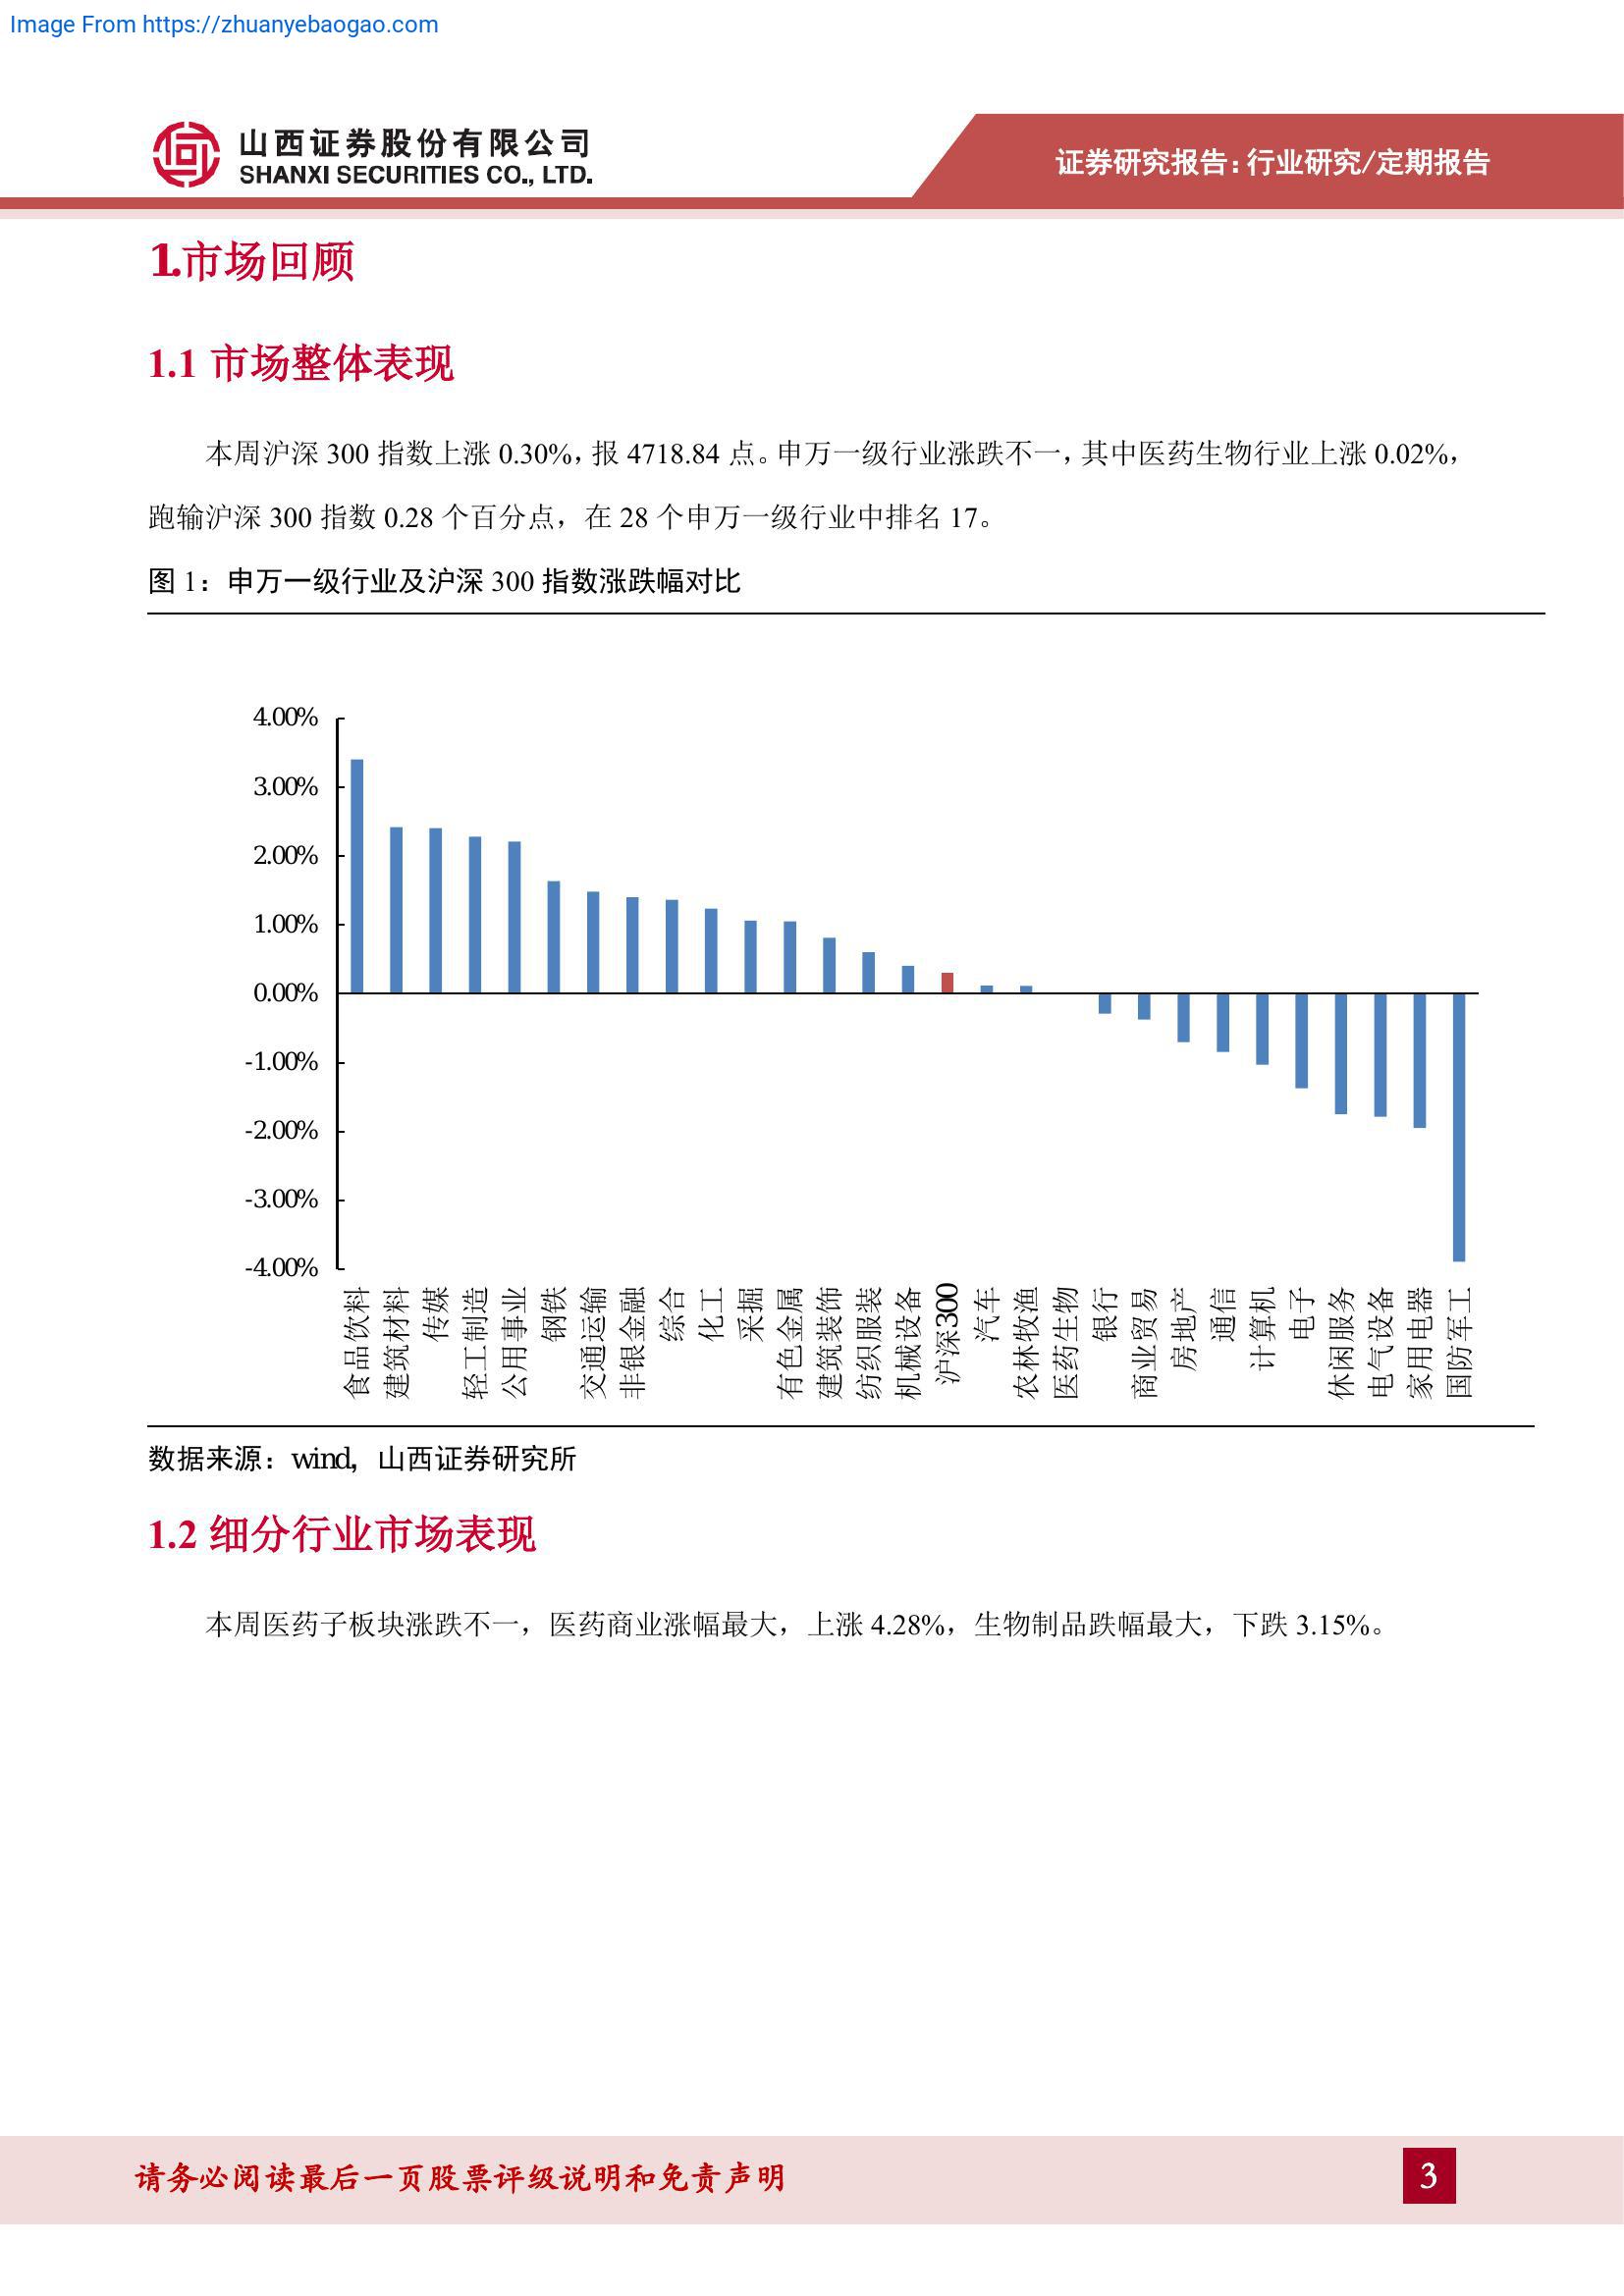 Image From https://zhuanyebaogao.com
山西证券股份有限公司
SHANXI SECURITIES CO., LTD.
证券研究报告：行业研究/定期报告
1.市场回顾
1.1 市场整体表现
本周沪深 300 指数上涨 0.30%，报 4718.84 点。申万一级行业涨跌不一，其中医药生物行业上涨 0.02%，
跑输沪深 300 指数 0.28 个百分点，在 28 个申万一级行业中排名 17。
图 1：申万一级行业及沪深 300 指数涨跌幅对比
4.00%
3.00%
2.00%
1.00%
0.00%
-1.00%
-2.00%
-3.00%
-4.00%
食品饮料
建筑材料
传媒
轻工制造
公用事业
钢铁
交通运输
非银金融
综合
化工
采掘
有色金属
建筑装饰
纺织服装
机械设备
沪深300
汽车
农林牧渔
医药生物
银行
商业贸易
房地产
通信
计算机
电子
休闲服务
电气设备
家用电器
国防军工
数据来源：wind，山西证券研究所
1.2 细分行业市场表现
本周医药子板块涨跌不一，医药商业涨幅最大，上涨 4.28%，生物制品跌幅最大，下跌 3.15%。
请务必阅读最后一页股票评级说明和免责声明
3